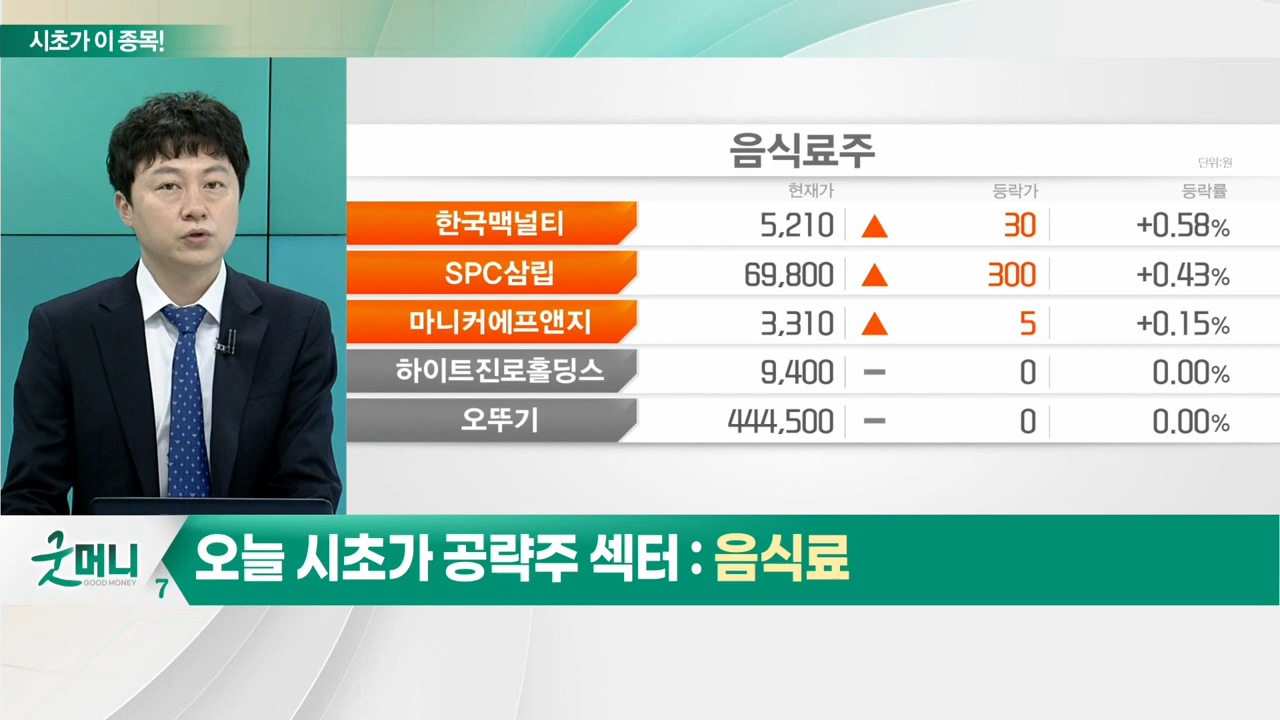 시초가 이 종목!
음식료주
단위:원
현재가 등락가 등락률
한국맥널티 5,210 ▲ 30 +0.58%
SPC삼립 69,800 ▲ 300 +0.43%
마니커에프앤지 3,310 ▲ 5 +0.15%
하이트진로홀딩스 9,400 - 0 0.00%
오뚜기 444,500 - 0 0.00%
굿머니
GOOD MONEY
7
오늘 시초가 공략주 섹터 : 음식료